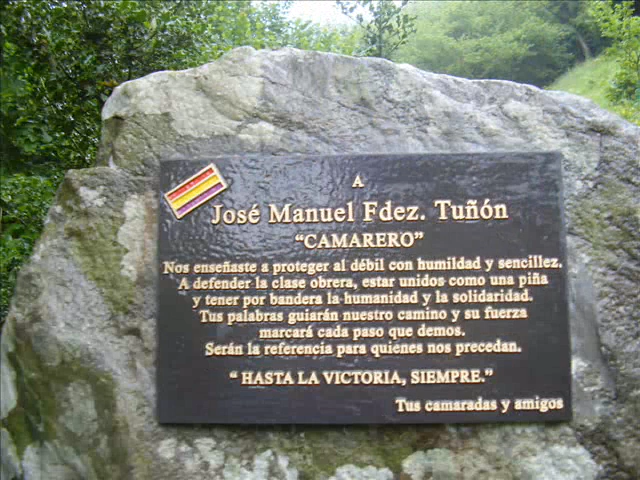 A
José Manuel Fdez. Tuñón
"CAMARERO"
Nos enseñaste a proteger al débil con humildad y sencillez.
A defender la clase obrera, estar unidos como una piña
y tener por bandera la humanidad y la solidaridad.
Tus palabras guiarán nuestro camino y su fuerza
marcará cada paso que demos.
Serán la referencia para quienes nos precedan.
"HASTA LA VICTORIA, SIEMPRE."
Tus camaradas y amigos